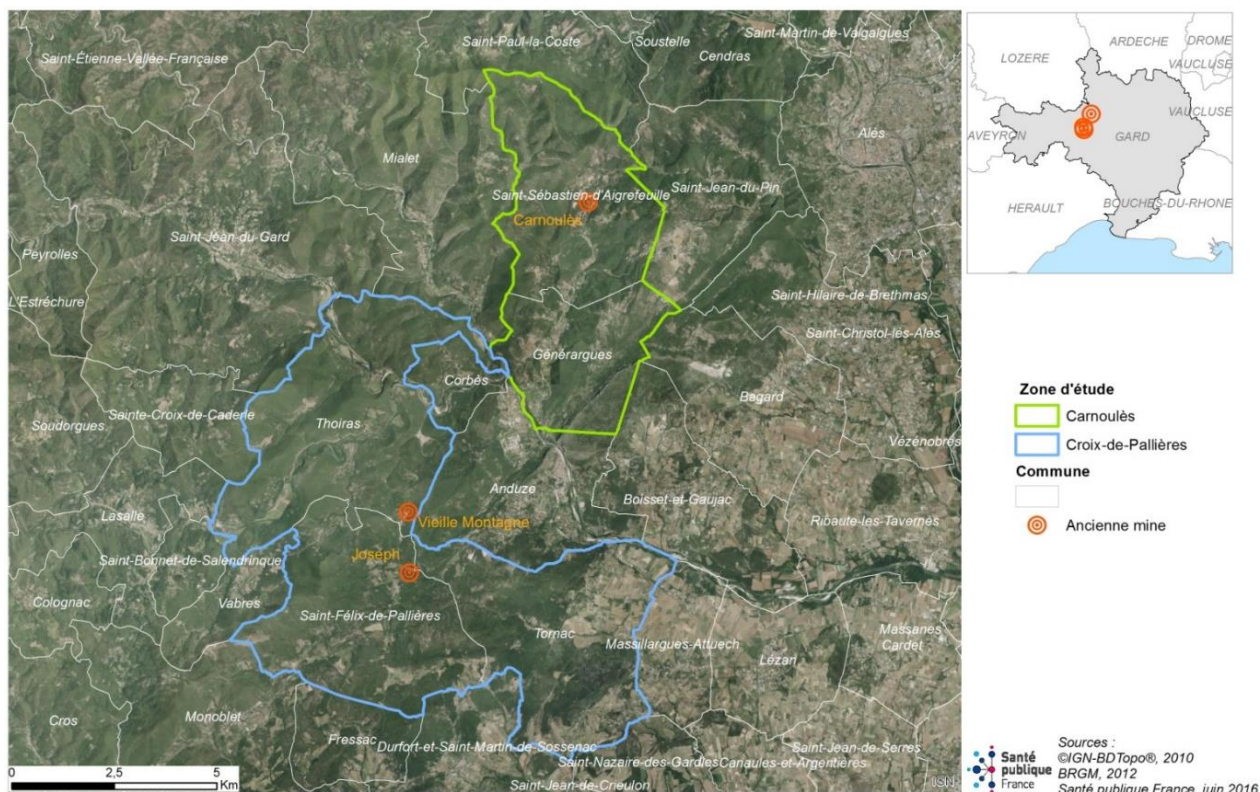 Saint-Étienne-Vallée-Française
Saint-Paul-la-Coste
Soustelle
Saint-Martin-de-Valgalgues
Cendras
Alés
Mialet
Saint-Sébastien-d'Aigrefeuille
Saint-Jean-du-Pin
Carnoulès
Saint-Jean-du-Gard
Peyrolles
L'Estréchure
Saint-Hilaire-de-Brethmas
Saint-Christol-lès-Alès
Générargues
Corbès
Bagard
Sainte-Croix-de-Caderle
Thoiras
Soudorgues
Vézénobres
Anduze
Boisset-et-Gaujac
Lasalle
Vieille Montagne
Ribaute-les-Tavernes
Saint-Bonnet-de-Salendrinque
Joseph
Colognac
Vabres
Saint-Félix-de-Pallières
Tornac
Massillargues-Attuech
Massanes
Cardet
Lézan
Cros
Monoblet
Fressac
Durfort-et-Saint-Martin-de-Sossenac
Saint-Jean-de-Serres
Saint-Nazaire-des-Gardies
Canaules-et-Argentières
Saint-Jean-de-Crieulon
0 2,5 5
Km
IGN
ARDECHE
DROME
LOZERE
VAUCLUSE
VAUCLUSE
AVEYRON
GARD
HERAULT
BOUCHES-DU-RHONE
Zone d'étude
Carnoulès
Croix-de-Pallières
Commune
Ancienne mine
Santé
publique
France
Sources :
©IGN-BDTopo®, 2010
BRGM, 2012
Santé publique France, juin 2016